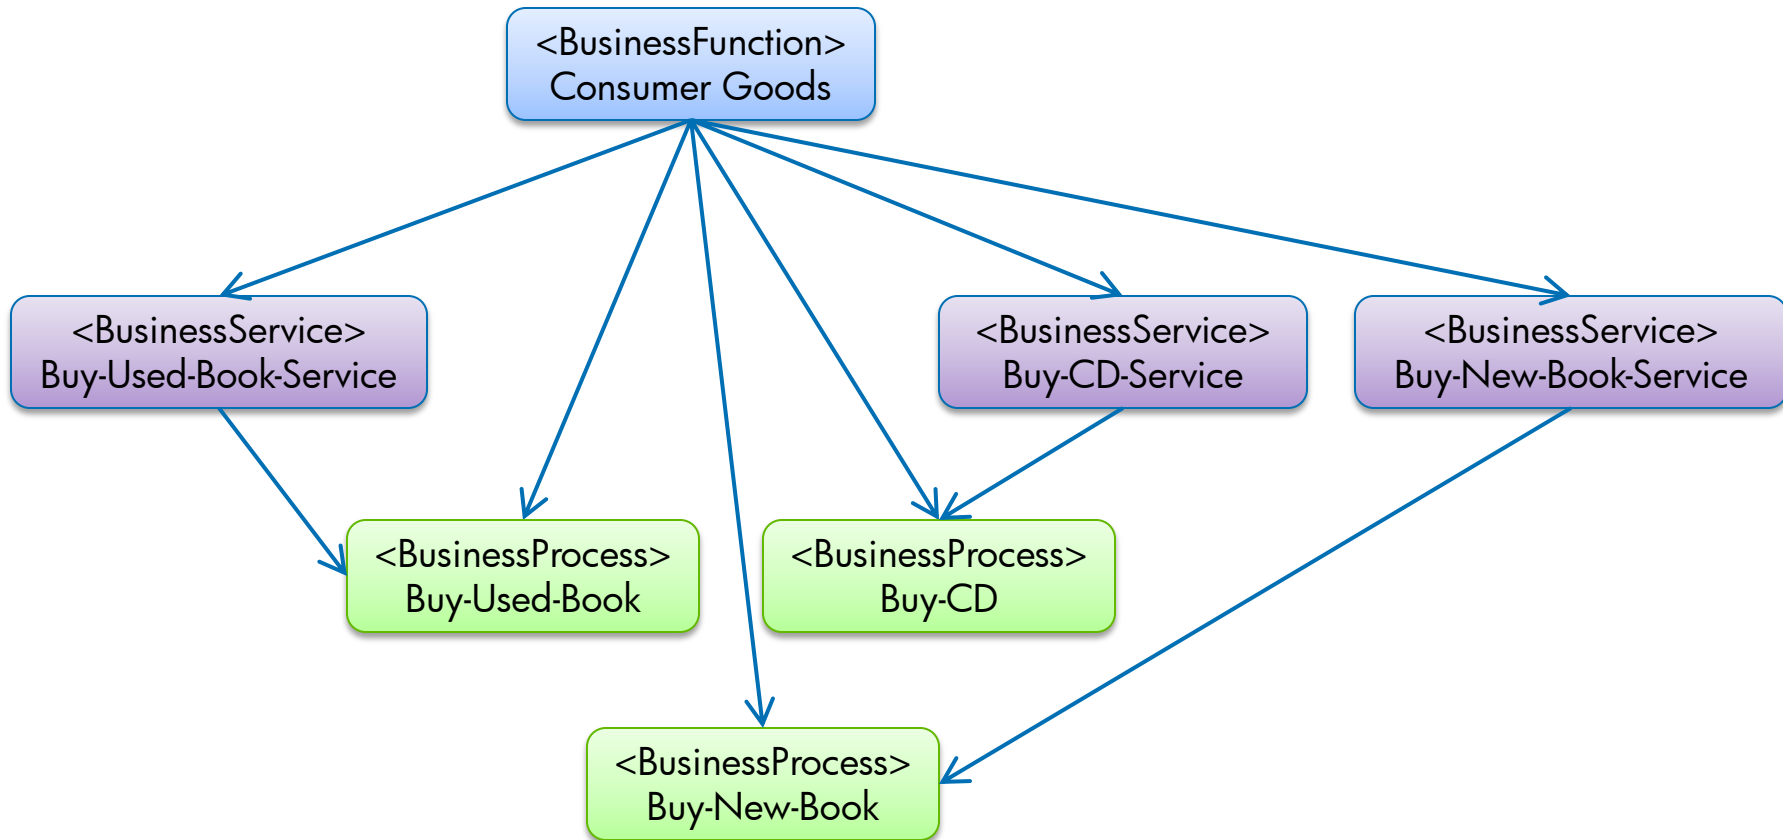 <BusinessFunction>
Consumer Goods
<BusinessService>
Buy-Used-Book-Service
<BusinessService>
Buy-CD-Service
<BusinessService>
Buy-New-Book-Service
<BusinessProcess>
Buy-Used-Book
<BusinessProcess>
Buy-CD
<BusinessProcess>
Buy-New-Book